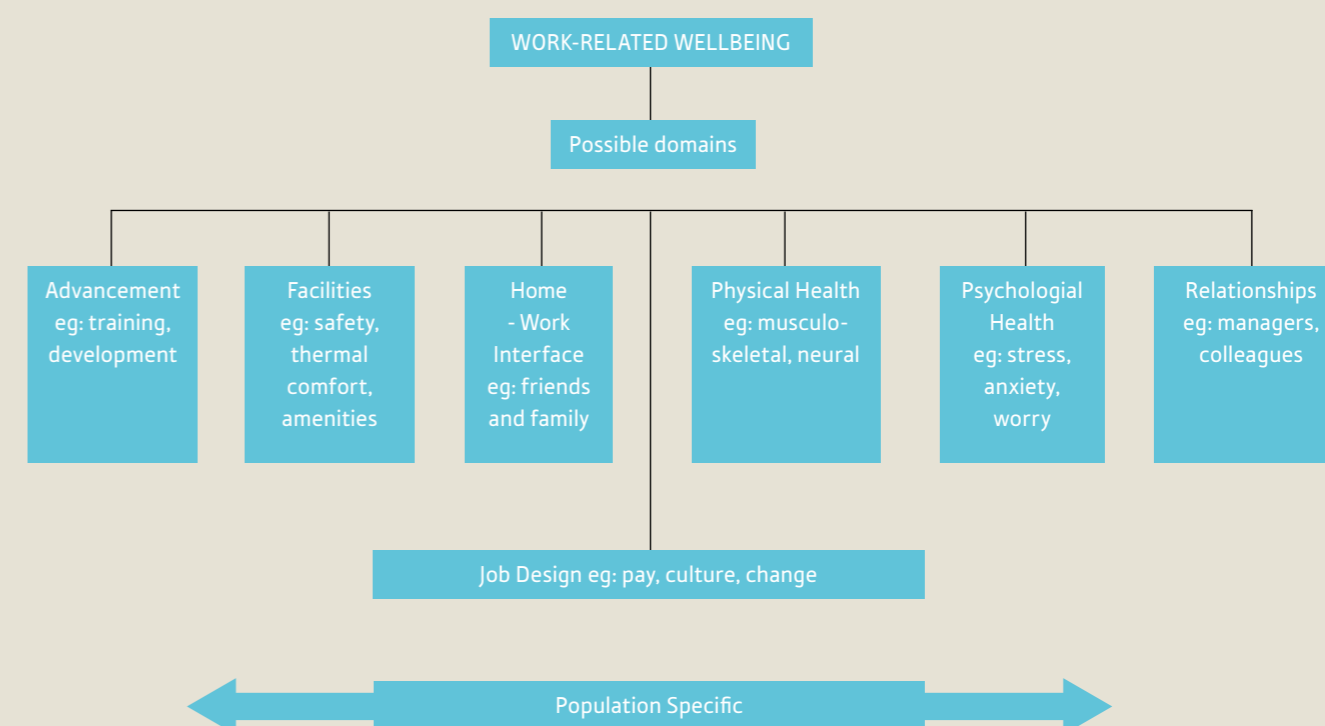 WORK-RELATED WELLBEING
Possible domains
Advancement
eg: training,
development
Facilities
eg: safety,
thermal
comfort,
amenities
Home
- Work
Interface
eg: friends
and family
Physical Health
eg: musculo-
skeletal, neural
Psychologial
Health
eg: stress,
anxiety,
worry
Relationships
eg: managers,
colleagues
Job Design eg: pay, culture, change
Population Specific